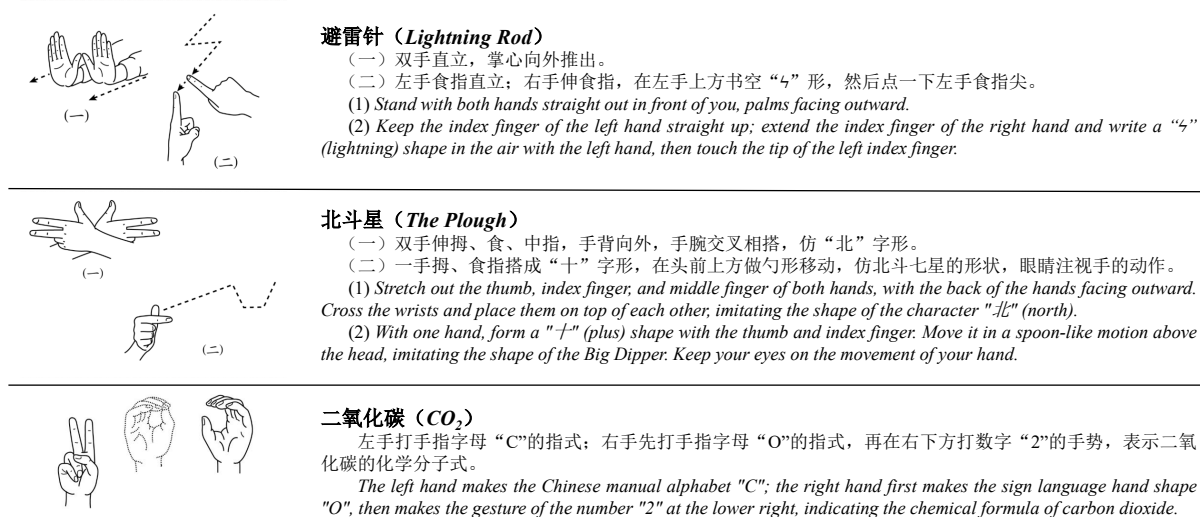 避雷针（Lightning Rod）
（一）双手直立，掌心向外推出。
（二）左手食指直立；右手伸食指，在左手上方书空“ㄣ”形，然后点一下左手食指尖。
(1) Stand with both hands straight out in front of you, palms facing outward.
(2) Keep the index finger of the left hand straight up; extend the index finger of the right hand and write a “ㄣ”
(lightning) shape in the air with the left hand, then touch the tip of the left index finger.
(一)
(二)
北斗星（The Plough）
（一）双手伸拇、食、中指，手背向外，手腕交叉相搭，仿“北”字形。
（二）一手拇、食指搭成“十”字形，在头前上方做勺形移动，仿北斗七星的形状，眼睛注视手的动作。
(1) Stretch out the thumb, index finger, and middle finger of both hands, with the back of the hands facing outward.
Cross the wrists and place them on top of each other, imitating the shape of the character "北" (north).
(2) With one hand, form a "十" (plus) shape with the thumb and index finger. Move it in a spoon-like motion above
the head, imitating the shape of the Big Dipper. Keep your eyes on the movement of your hand.
(一)
(二)
二氧化碳（CO₂）
左手打手指字母“C”的指式；右手先打手指字母“O”的指式，再在右下方打数字“2”的手势，表示二氧
化碳的化学分子式。
The left hand makes the Chinese manual alphabet "C"; the right hand first makes the sign language hand shape
"O", then makes the gesture of the number "2" at the lower right, indicating the chemical formula of carbon dioxide.